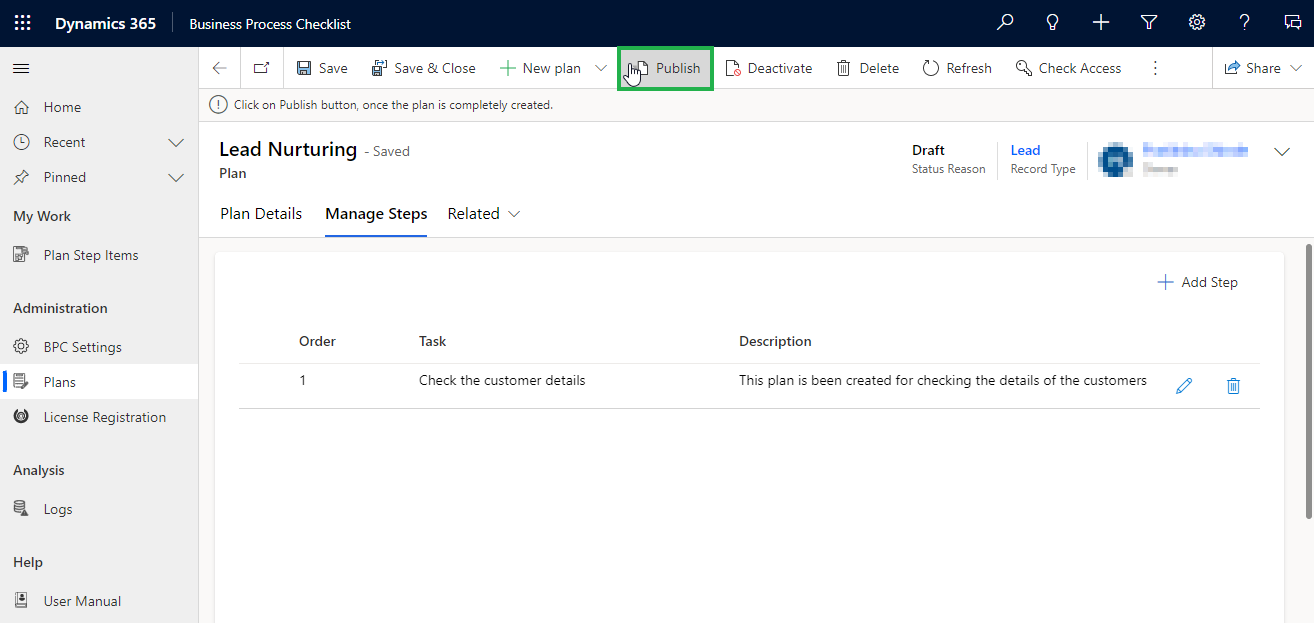 Dynamics 365 Business Process Checklist
Save Save & Close New plan Publish Deactivate Delete Refresh Check Access Share
Click on Publish button, once the plan is completely created.
Home
Recent
Pinned
My Work
Plan Step Items
Administration
BPC Settings
Plans
License Registration
Analysis
Logs
Help
User Manual
Lead Nurturing - Saved
Plan
Draft
Status Reason
Lead
Record Type
Plan Details Manage Steps Related
Add Step
Order Task Description
1 Check the customer details This plan is been created for checking the details of the customers